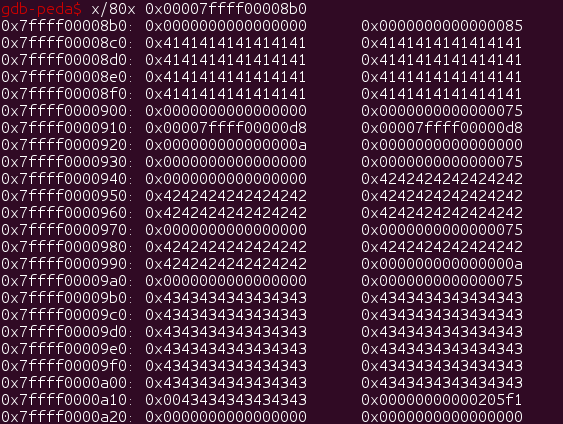 gdb-peda$ x/80x 0x00007ffff00008b0
0x7ffff00008b0: 0x0000000000000000 0x0000000000000085
0x7ffff00008c0: 0x4141414141414141 0x4141414141414141
0x7ffff00008d0: 0x4141414141414141 0x4141414141414141
0x7ffff00008e0: 0x4141414141414141 0x4141414141414141
0x7ffff00008f0: 0x4141414141414141 0x4141414141414141
0x7ffff0000900: 0x0000000000000000 0x0000000000000075
0x7ffff0000910: 0x00007ffff00000d8 0x00007ffff00000d8
0x7ffff0000920: 0x000000000000000a 0x0000000000000000
0x7ffff0000930: 0x0000000000000000 0x0000000000000075
0x7ffff0000940: 0x0000000000000000 0x4242424242424242
0x7ffff0000950: 0x4242424242424242 0x4242424242424242
0x7ffff0000960: 0x4242424242424242 0x4242424242424242
0x7ffff0000970: 0x0000000000000000 0x0000000000000075
0x7ffff0000980: 0x4242424242424242 0x4242424242424242
0x7ffff0000990: 0x4242424242424242 0x000000000000000a
0x7ffff00009a0: 0x0000000000000000 0x0000000000000075
0x7ffff00009b0: 0x4343434343434343 0x4343434343434343
0x7ffff00009c0: 0x4343434343434343 0x4343434343434343
0x7ffff00009d0: 0x4343434343434343 0x4343434343434343
0x7ffff00009e0: 0x4343434343434343 0x4343434343434343
0x7ffff00009f0: 0x4343434343434343 0x4343434343434343
0x7ffff0000a00: 0x4343434343434343 0x4343434343434343
0x7ffff0000a10: 0x0043434343434343 0x00000000000205f1
0x7ffff0000a20: 0x0000000000000000 0x0000000000000000